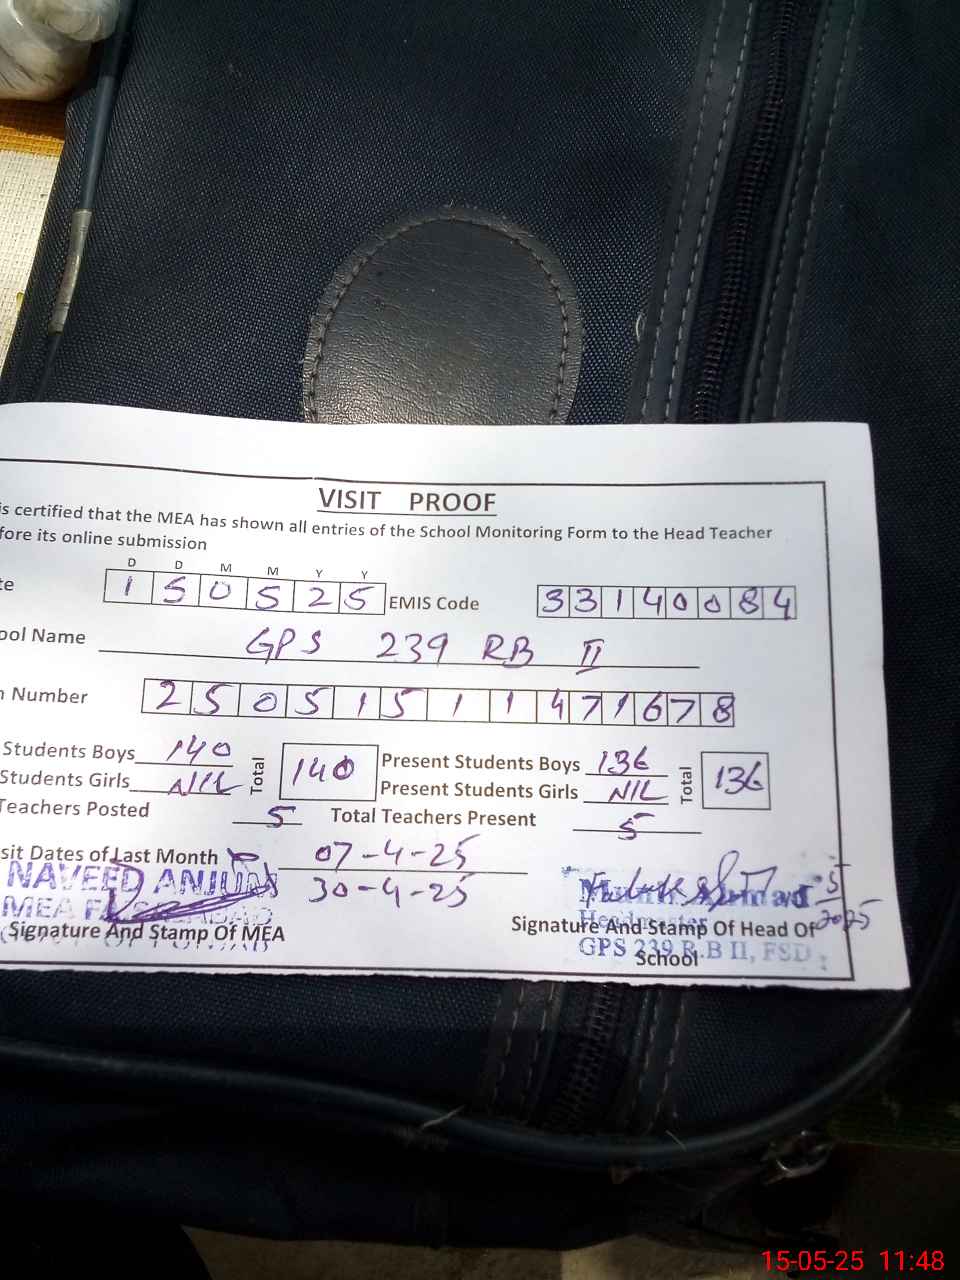 VISIT PROOF
is certified that the MEA has shown all entries of the School Monitoring Form to the Head Teacher
fore its online submission
D D M M Y Y
te 1 5 0 5 2 5 EMIS Code 3 3 1 4 0 0 8 4
ool Name GPS 239 RB II
n Number 2 5 0 5 1 5 1 1 4 7 1 6 7 8
Students Boys 140 Total 140 Present Students Boys 136 Total 136
Students Girls NIL Present Students Girls NIL
Teachers Posted 5 Total Teachers Present 5
sit Dates of Last Month 07-4-25
30-4-25
NAVEED ANJUM
MEA
Signature And Stamp Of MEA
Headmaster
Signature And Stamp Of Head Of
School
GPS 239 R.B II, FSD
15-05-25 11:48